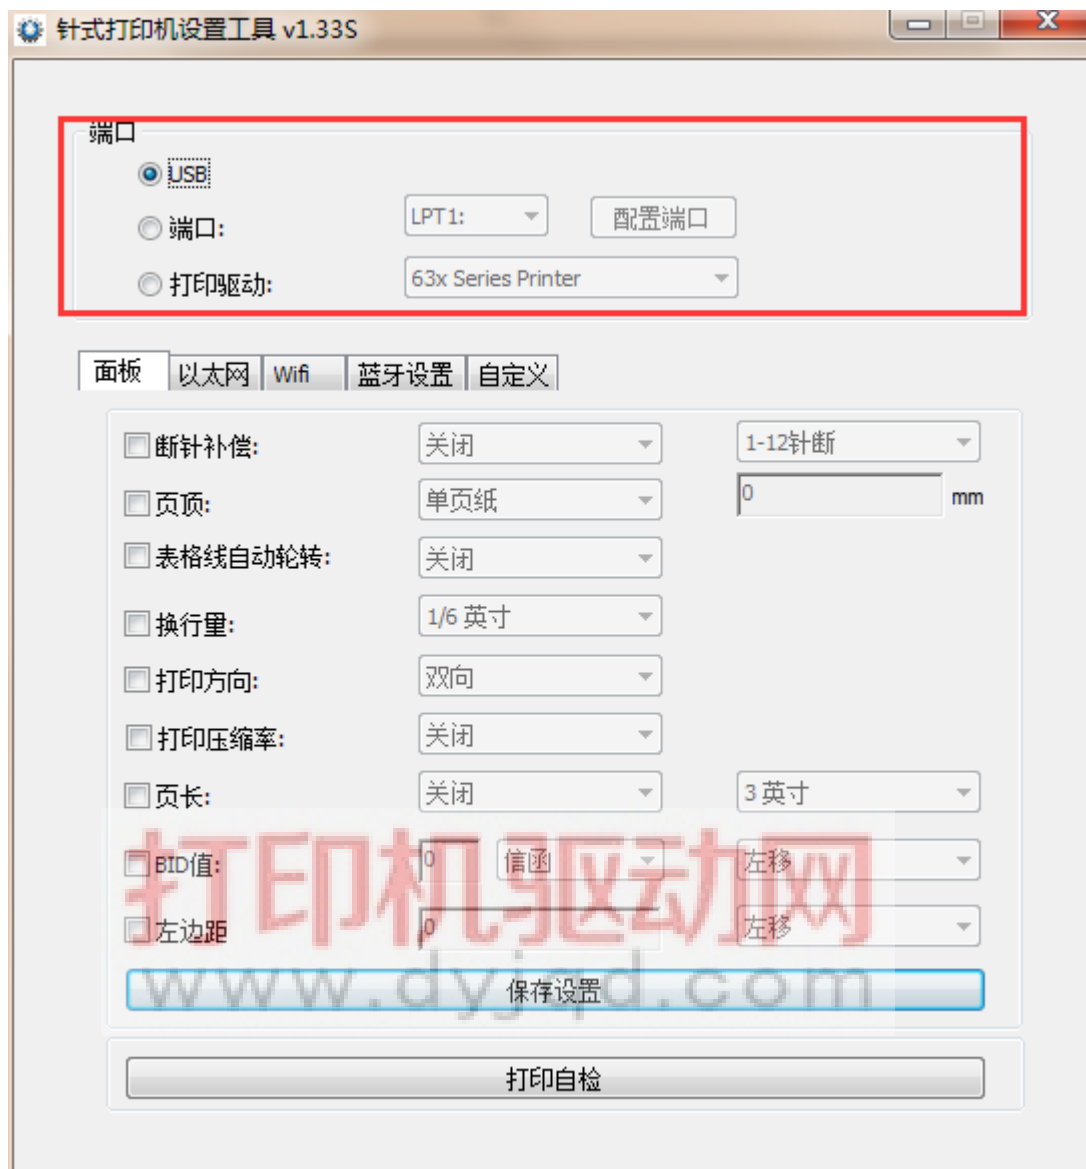 针式打印机设置工具 v1.33S
端口
USB
端口: LPT1: 配置端口
打印驱动: 63x Series Printer
面板 以太网 Wifi 蓝牙设置 自定义
断针补偿: 关闭 1-12针断
页顶: 单页纸 0 mm
表格线自动轮转: 关闭
换行量: 1/6 英寸
打印方向: 双向
打印压缩率: 关闭
页长: 关闭 3 英寸
打印机驱动网
BID值: 0 信函 左移
左边距 0 左移
www.dyjqd.com
保存设置
打印自检